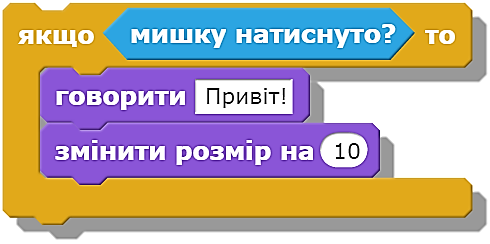 якщо мишку натиснуто? то
говорити Привіт!
змінити розмір на 10